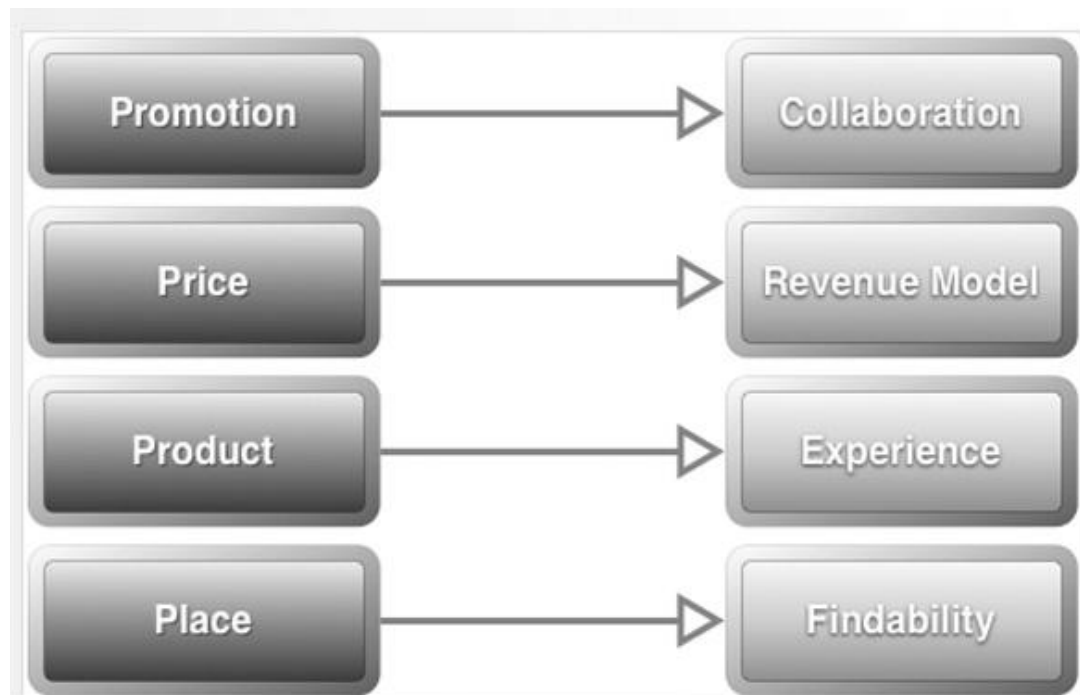 Promotion
Collaboration
Price
Revenue Model
Product
Experience
Place
Findability